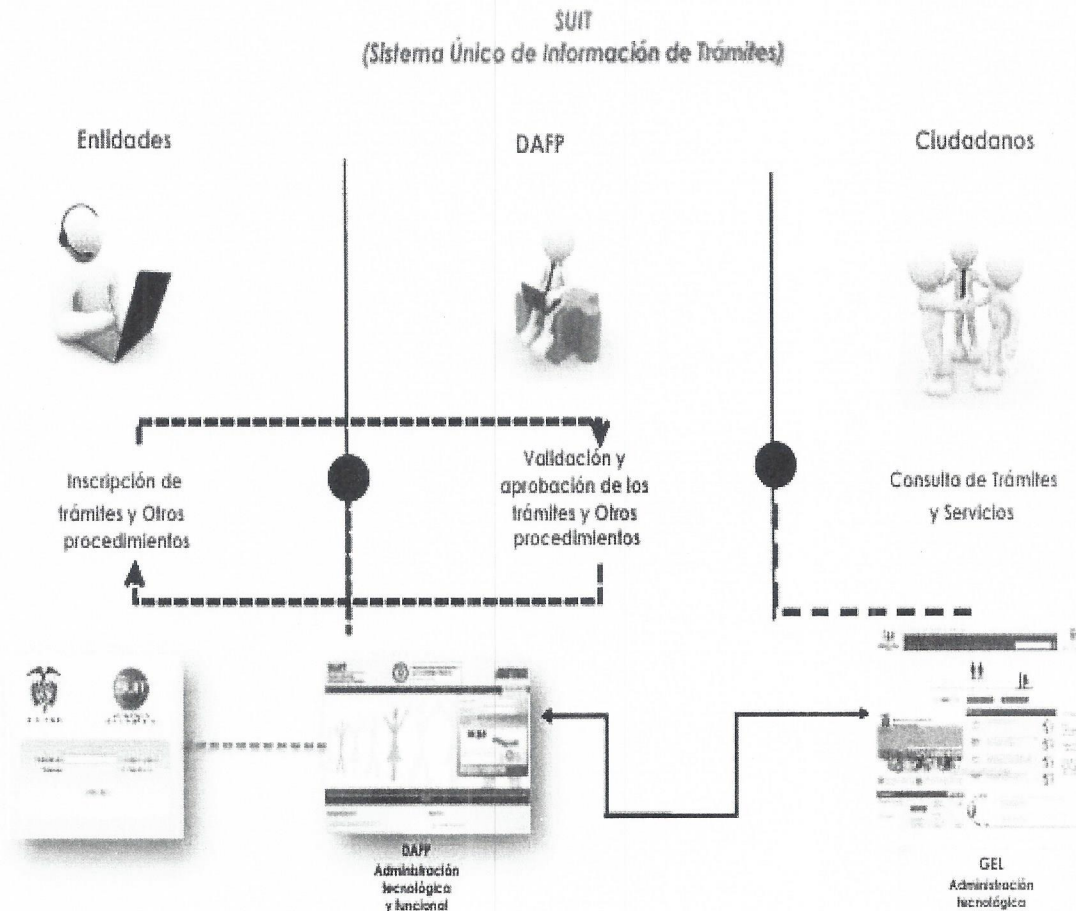 SUIT
(Sistema Único de Información de Trámites)
Entidades
DAFP
Ciudadanos
Inscripción de
trámites y Otros
procedimientos
Validación y
aprobación de los
trámites y Otros
procedimientos
Consulta de Trámites
y Servicios
SUIT
DAFP
Administración
tecnológica
y funcional
GEL
Administración
tecnológica